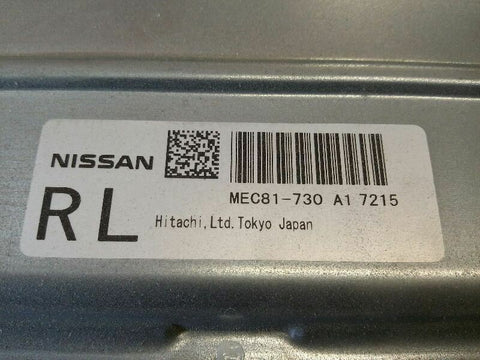 NISSAN
MEC81-730 A1 7215
RL
Hitachi,Ltd.Tokyo Japan